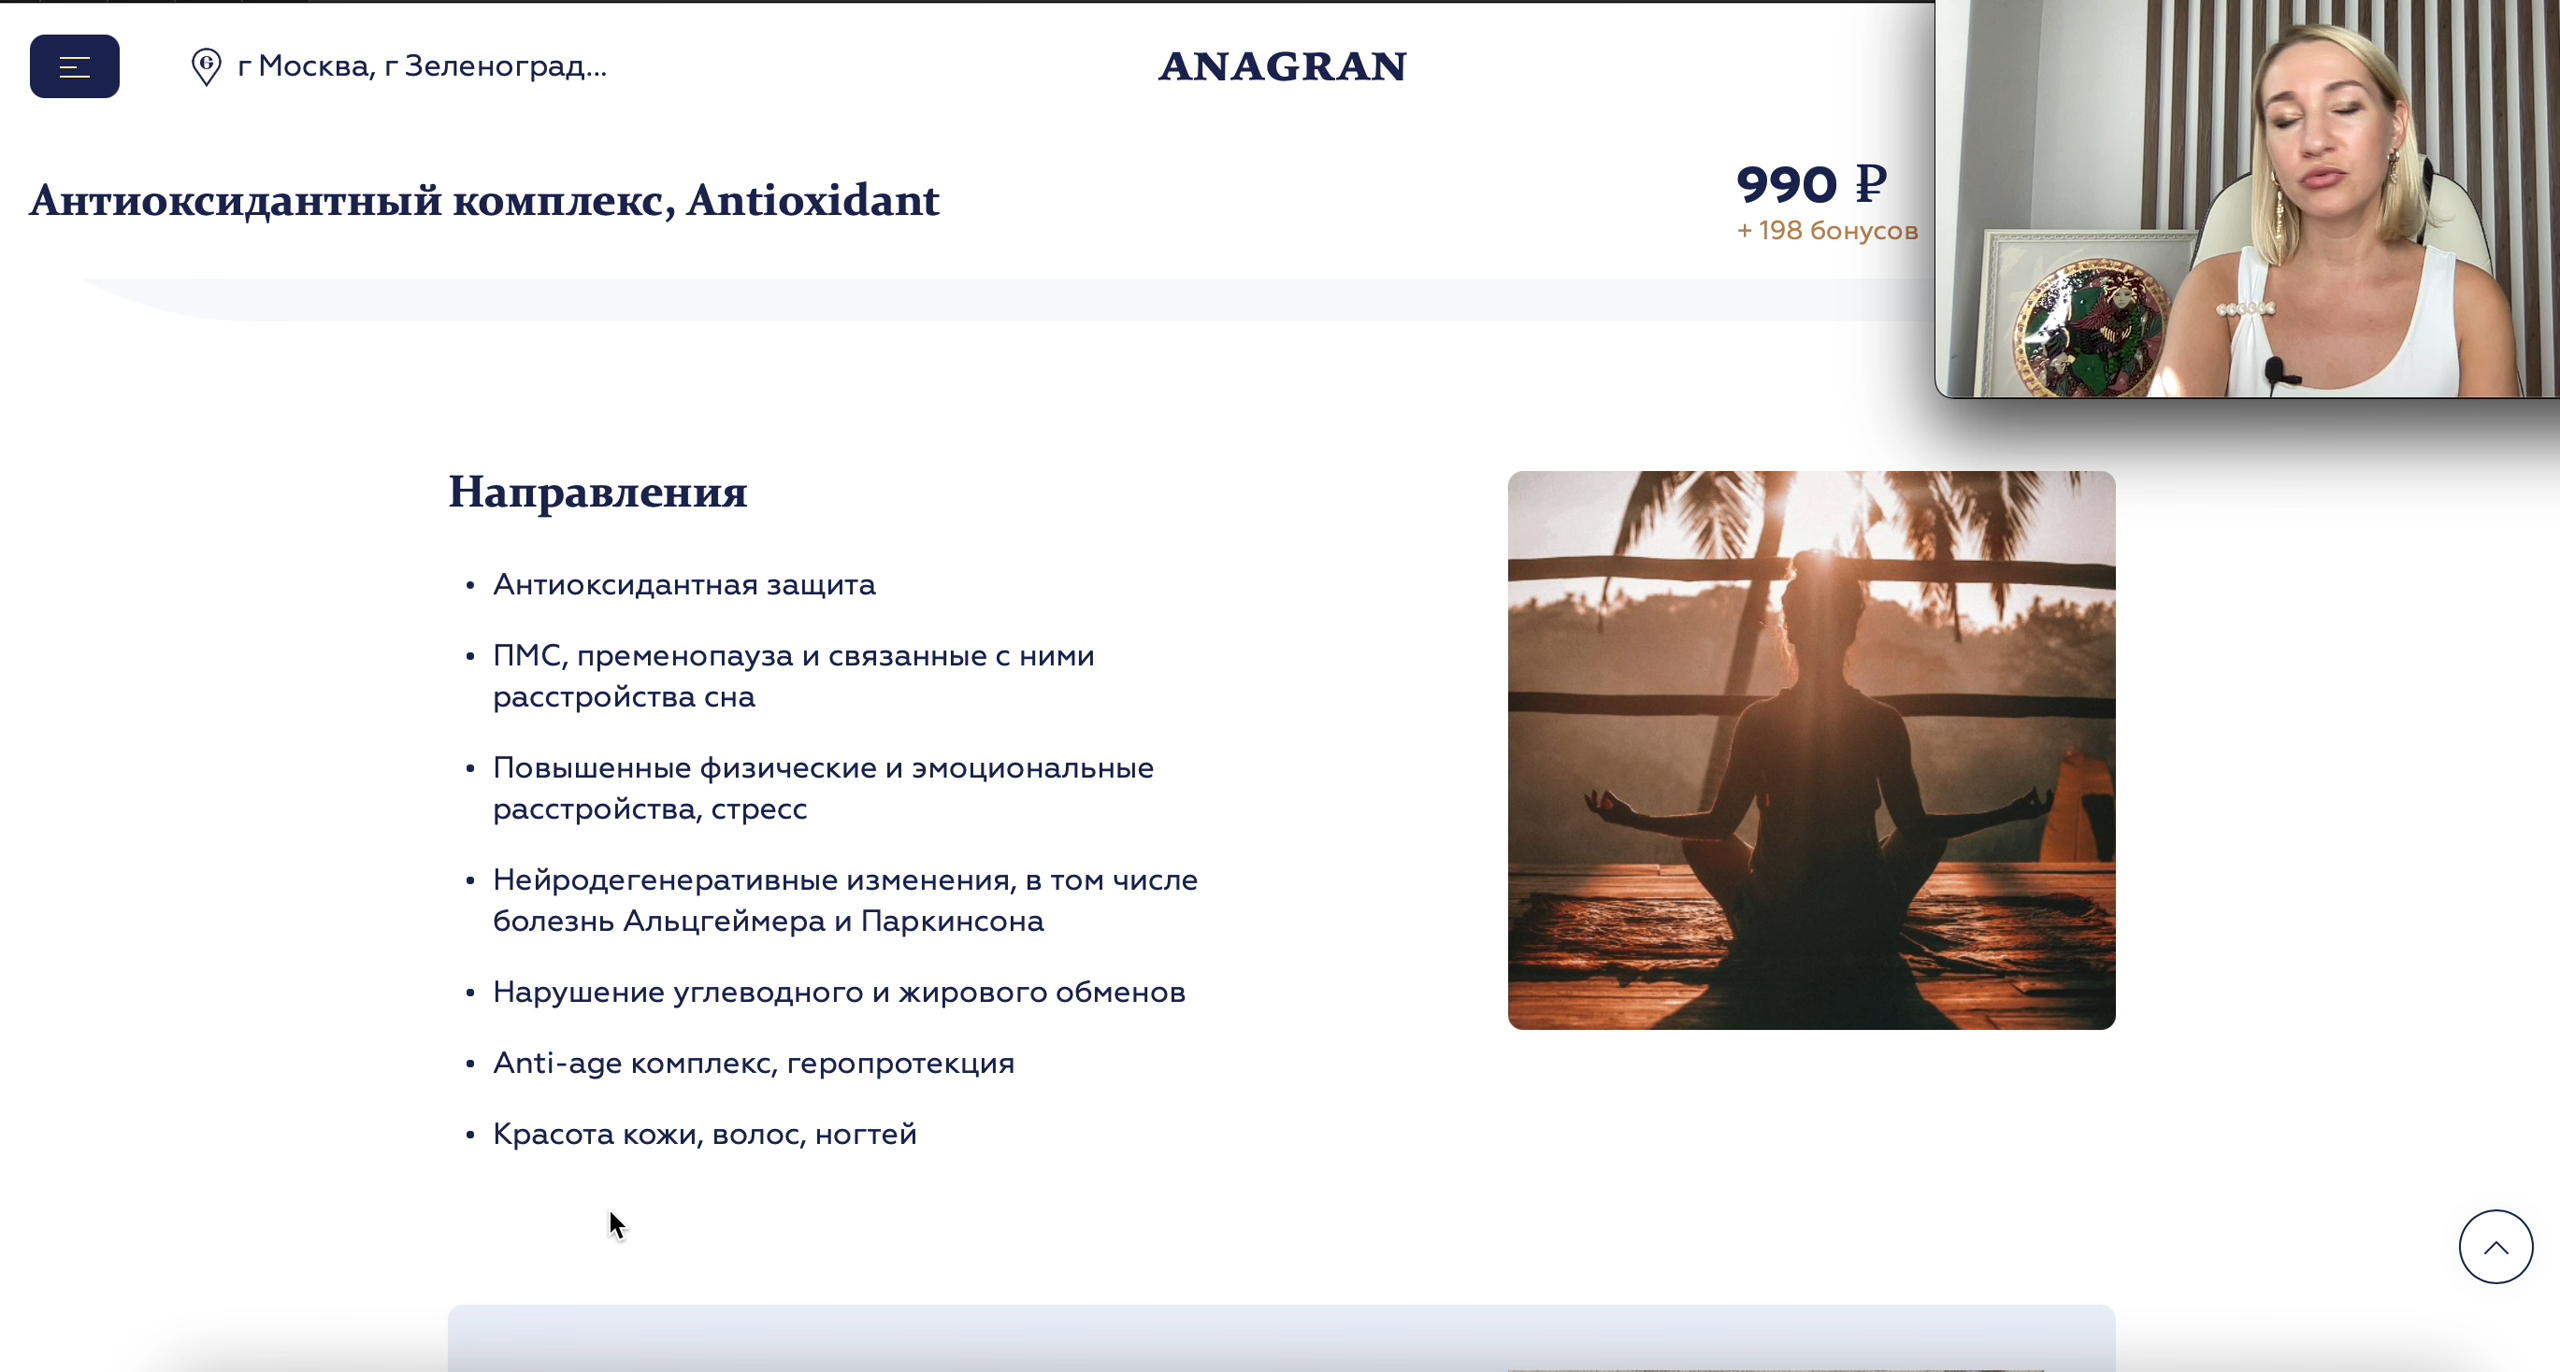 г Москва, г Зеленоград...
ANAGRAN
Антиоксидантный комплекс, Antioxidant
990 ₽
+ 198 бонусов
Направления
• Антиоксидантная защита
• ПМС, пременопауза и связанные с ними
расстройства сна
• Повышенные физические и эмоциональные
расстройства, стресс
• Нейродегенеративные изменения, в том числе
болезнь Альцгеймера и Паркинсона
• Нарушение углеводного и жирового обменов
• Anti-age комплекс, геропротекция
• Красота кожи, волос, ногтей